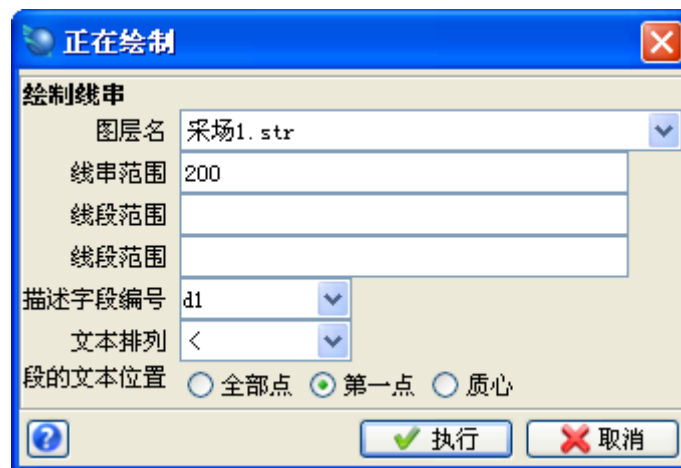 正在绘制
绘制线串
图层名 采场1.str
线串范围 200
线段范围
线段范围
描述字段编号 d1
文本排列 <
段的文本位置 全部点 第一点 质心
? 执行 取消